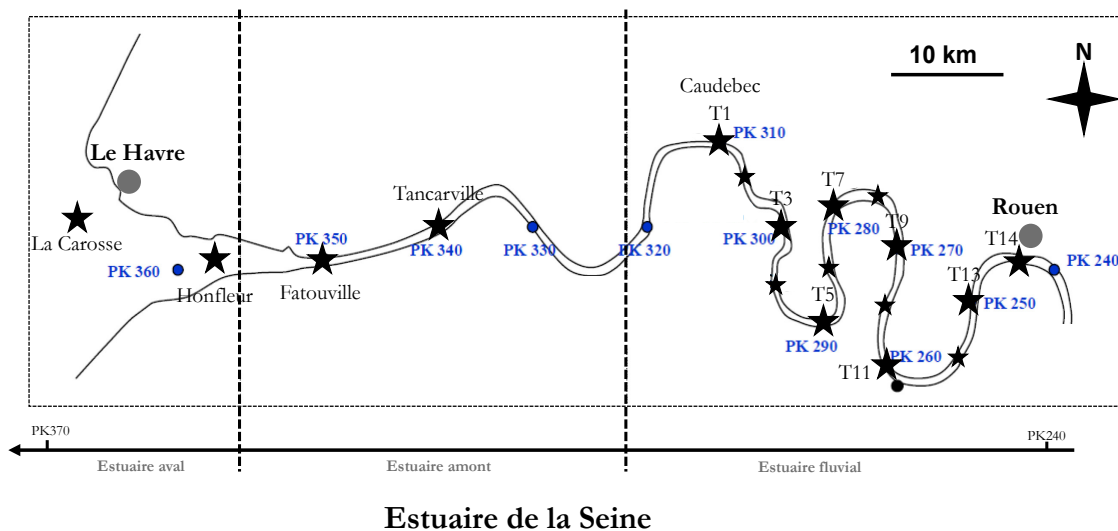 10 km
N
Caudebec
T1
PK 310
Le Havre
Tancarville
T7
T3
Rouen
La Carosse
PK 350
PK 340
PK 330
PK 320
PK 300
PK 280
T9
T14
PK 360
PK 270
PK 240
Honfleur
Fatouville
T5
T13
PK 250
PK 290
T11
PK 260
PK370
PK240
Estuaire aval
Estuaire amont
Estuaire fluvial
Estuaire de la Seine